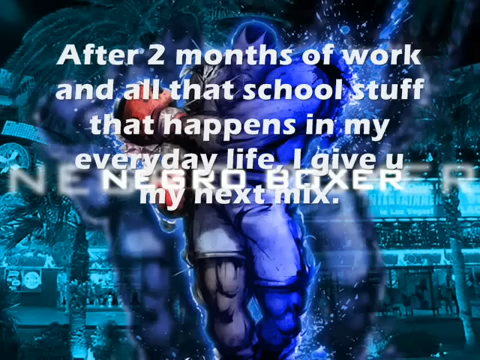 After 2 months of work
and all that school stuff
that happens in my
everyday life, I give u
NEGRO BOXER
my next mix.